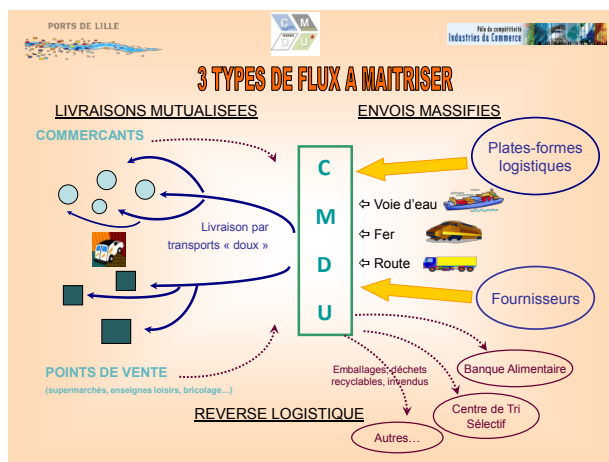 PORTS DE LILLE
C M
D U
Pôle de compétitivité
Industries du Commerce
3 TYPES DE FLUX A MAITRISER
LIVRAISONS MUTUALISEES
ENVOIS MASSIFIES
COMMERCANTS
Plates-formes
logistiques
C
M
D
U
⇦ Voie d'eau
⇦ Fer
⇦ Route
Livraison par
transports « doux »
Fournisseurs
POINTS DE VENTE
(supermarchés, enseignes loisirs, bricolage…)
Emballages, déchets
recyclables, invendus
Banque Alimentaire
REVERSE LOGISTIQUE
Centre de Tri
Sélectif
Autres…